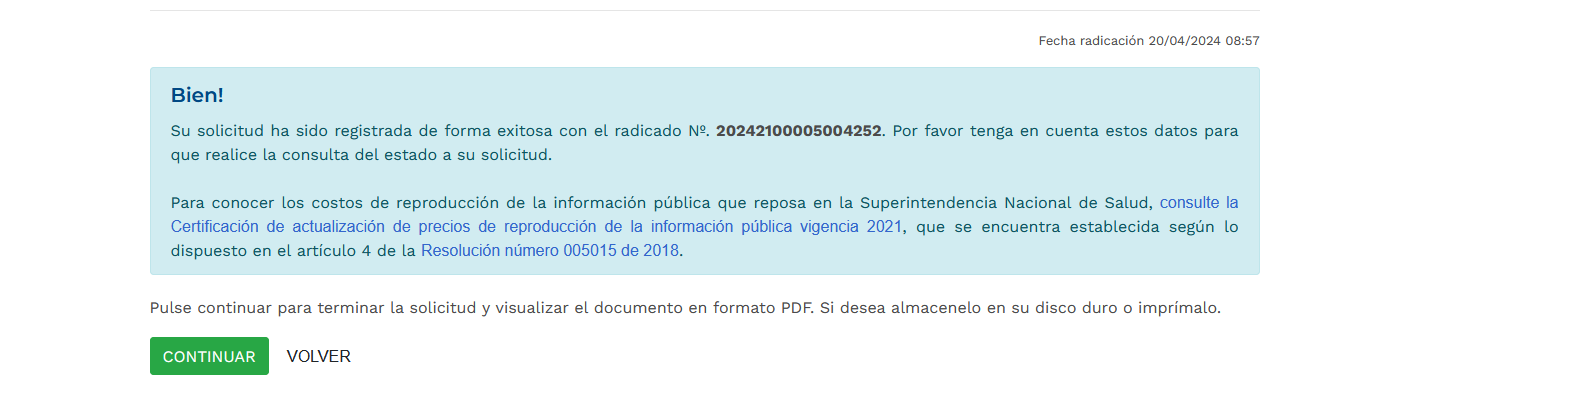 Fecha radicación 20/04/2024 08:57
Bien!
Su solicitud ha sido registrada de forma exitosa con el radicado Nº. 20242100005004252. Por favor tenga en cuenta estos datos para
que realice la consulta del estado a su solicitud.
Para conocer los costos de reproducción de la información pública que reposa en la Superintendencia Nacional de Salud, consulte la
Certificación de actualización de precios de reproducción de la información pública vigencia 2021, que se encuentra establecida según lo
dispuesto en el artículo 4 de la Resolución número 005015 de 2018.
Pulse continuar para terminar la solicitud y visualizar el documento en formato PDF. Si desea almacenelo en su disco duro o imprímalo.
CONTINUAR VOLVER